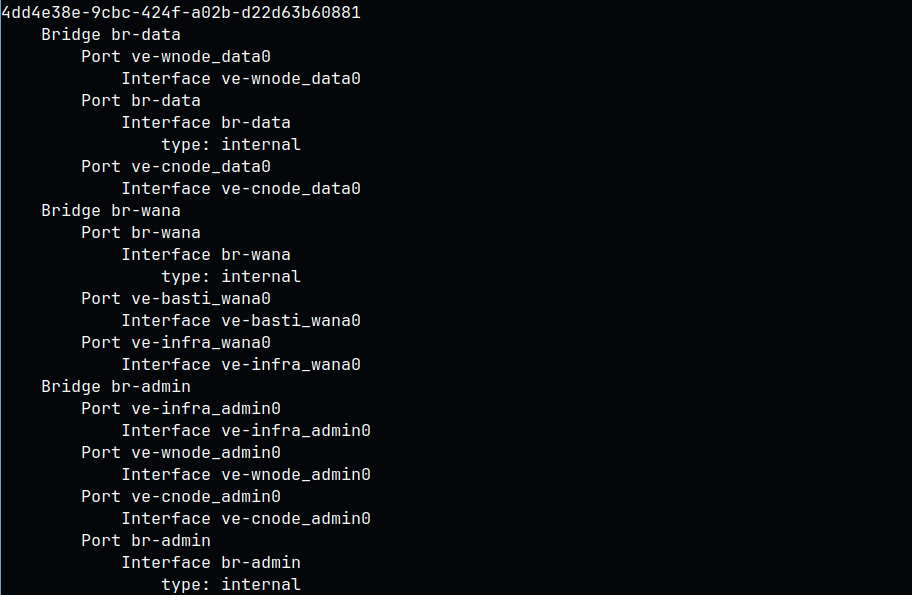 4dd4e38e-9cbc-424f-a02b-d22d63b60881
Bridge br-data
Port ve-wnode_data0
Interface ve-wnode_data0
Port br-data
Interface br-data
type: internal
Port ve-cnode_data0
Interface ve-cnode_data0
Bridge br-wana
Port br-wana
Interface br-wana
type: internal
Port ve-basti_wana0
Interface ve-basti_wana0
Port ve-infra_wana0
Interface ve-infra_wana0
Bridge br-admin
Port ve-infra_admin0
Interface ve-infra_admin0
Port ve-wnode_admin0
Interface ve-wnode_admin0
Port ve-cnode_admin0
Interface ve-cnode_admin0
Port br-admin
Interface br-admin
type: internal